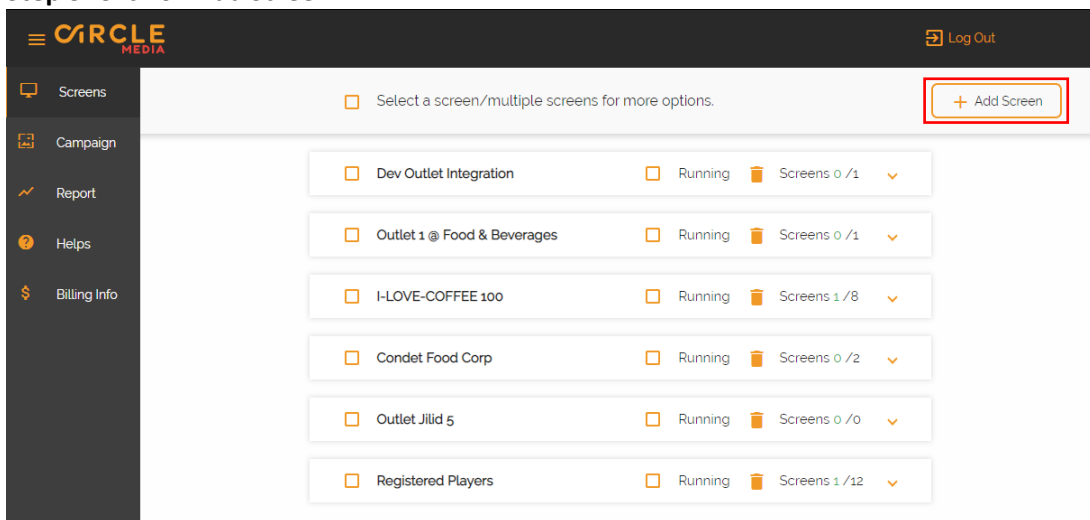 CIRCLE
MEDIA
Log Out
Screens
Select a screen/multiple screens for more options.
+ Add Screen
Campaign
Dev Outlet Integration Running Screens 0 /1
Report
Outlet 1 @ Food & Beverages Running Screens 0 /1
Helps
I-LOVE-COFFEE 100 Running Screens 1 /8
Billing Info
Condet Food Corp Running Screens 0 /2
Outlet Jilid 5 Running Screens 0 /0
Registered Players Running Screens 1 /12